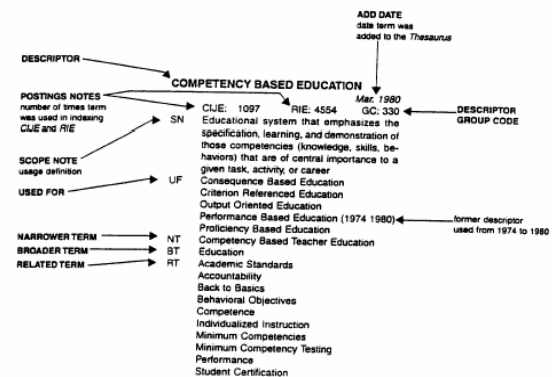 ADD DATE
date term was
added to the Thesaurus
DESCRIPTOR
COMPETENCY BASED EDUCATION
POSTINGS NOTES
number of times term
was used in indexing
CIJE and RIE
Mar. 1980
CIJE: 1097 RIE: 4554 GC: 330
DESCRIPTOR
GROUP CODE
SN Educational system that emphasizes the
specification, learning, and demonstration of
those competencies (knowledge, skills, be-
haviors) that are of central importance to a
given task, activity, or career
SCOPE NOTE
usage definition
USED FOR
UF Consequence Based Education
Criterion Referenced Education
Output Oriented Education
Performance Based Education (1974 1980)
former descriptor
used from 1974 to 1980
Proficiency Based Education
NARROWER TERM NT Competency Based Teacher Education
BROADER TERM BT Education
RELATED TERM RT Academic Standards
Accountability
Back to Basics
Behavioral Objectives
Competence
Individualized Instruction
Minimum Competencies
Minimum Competency Testing
Performance
Student Certification